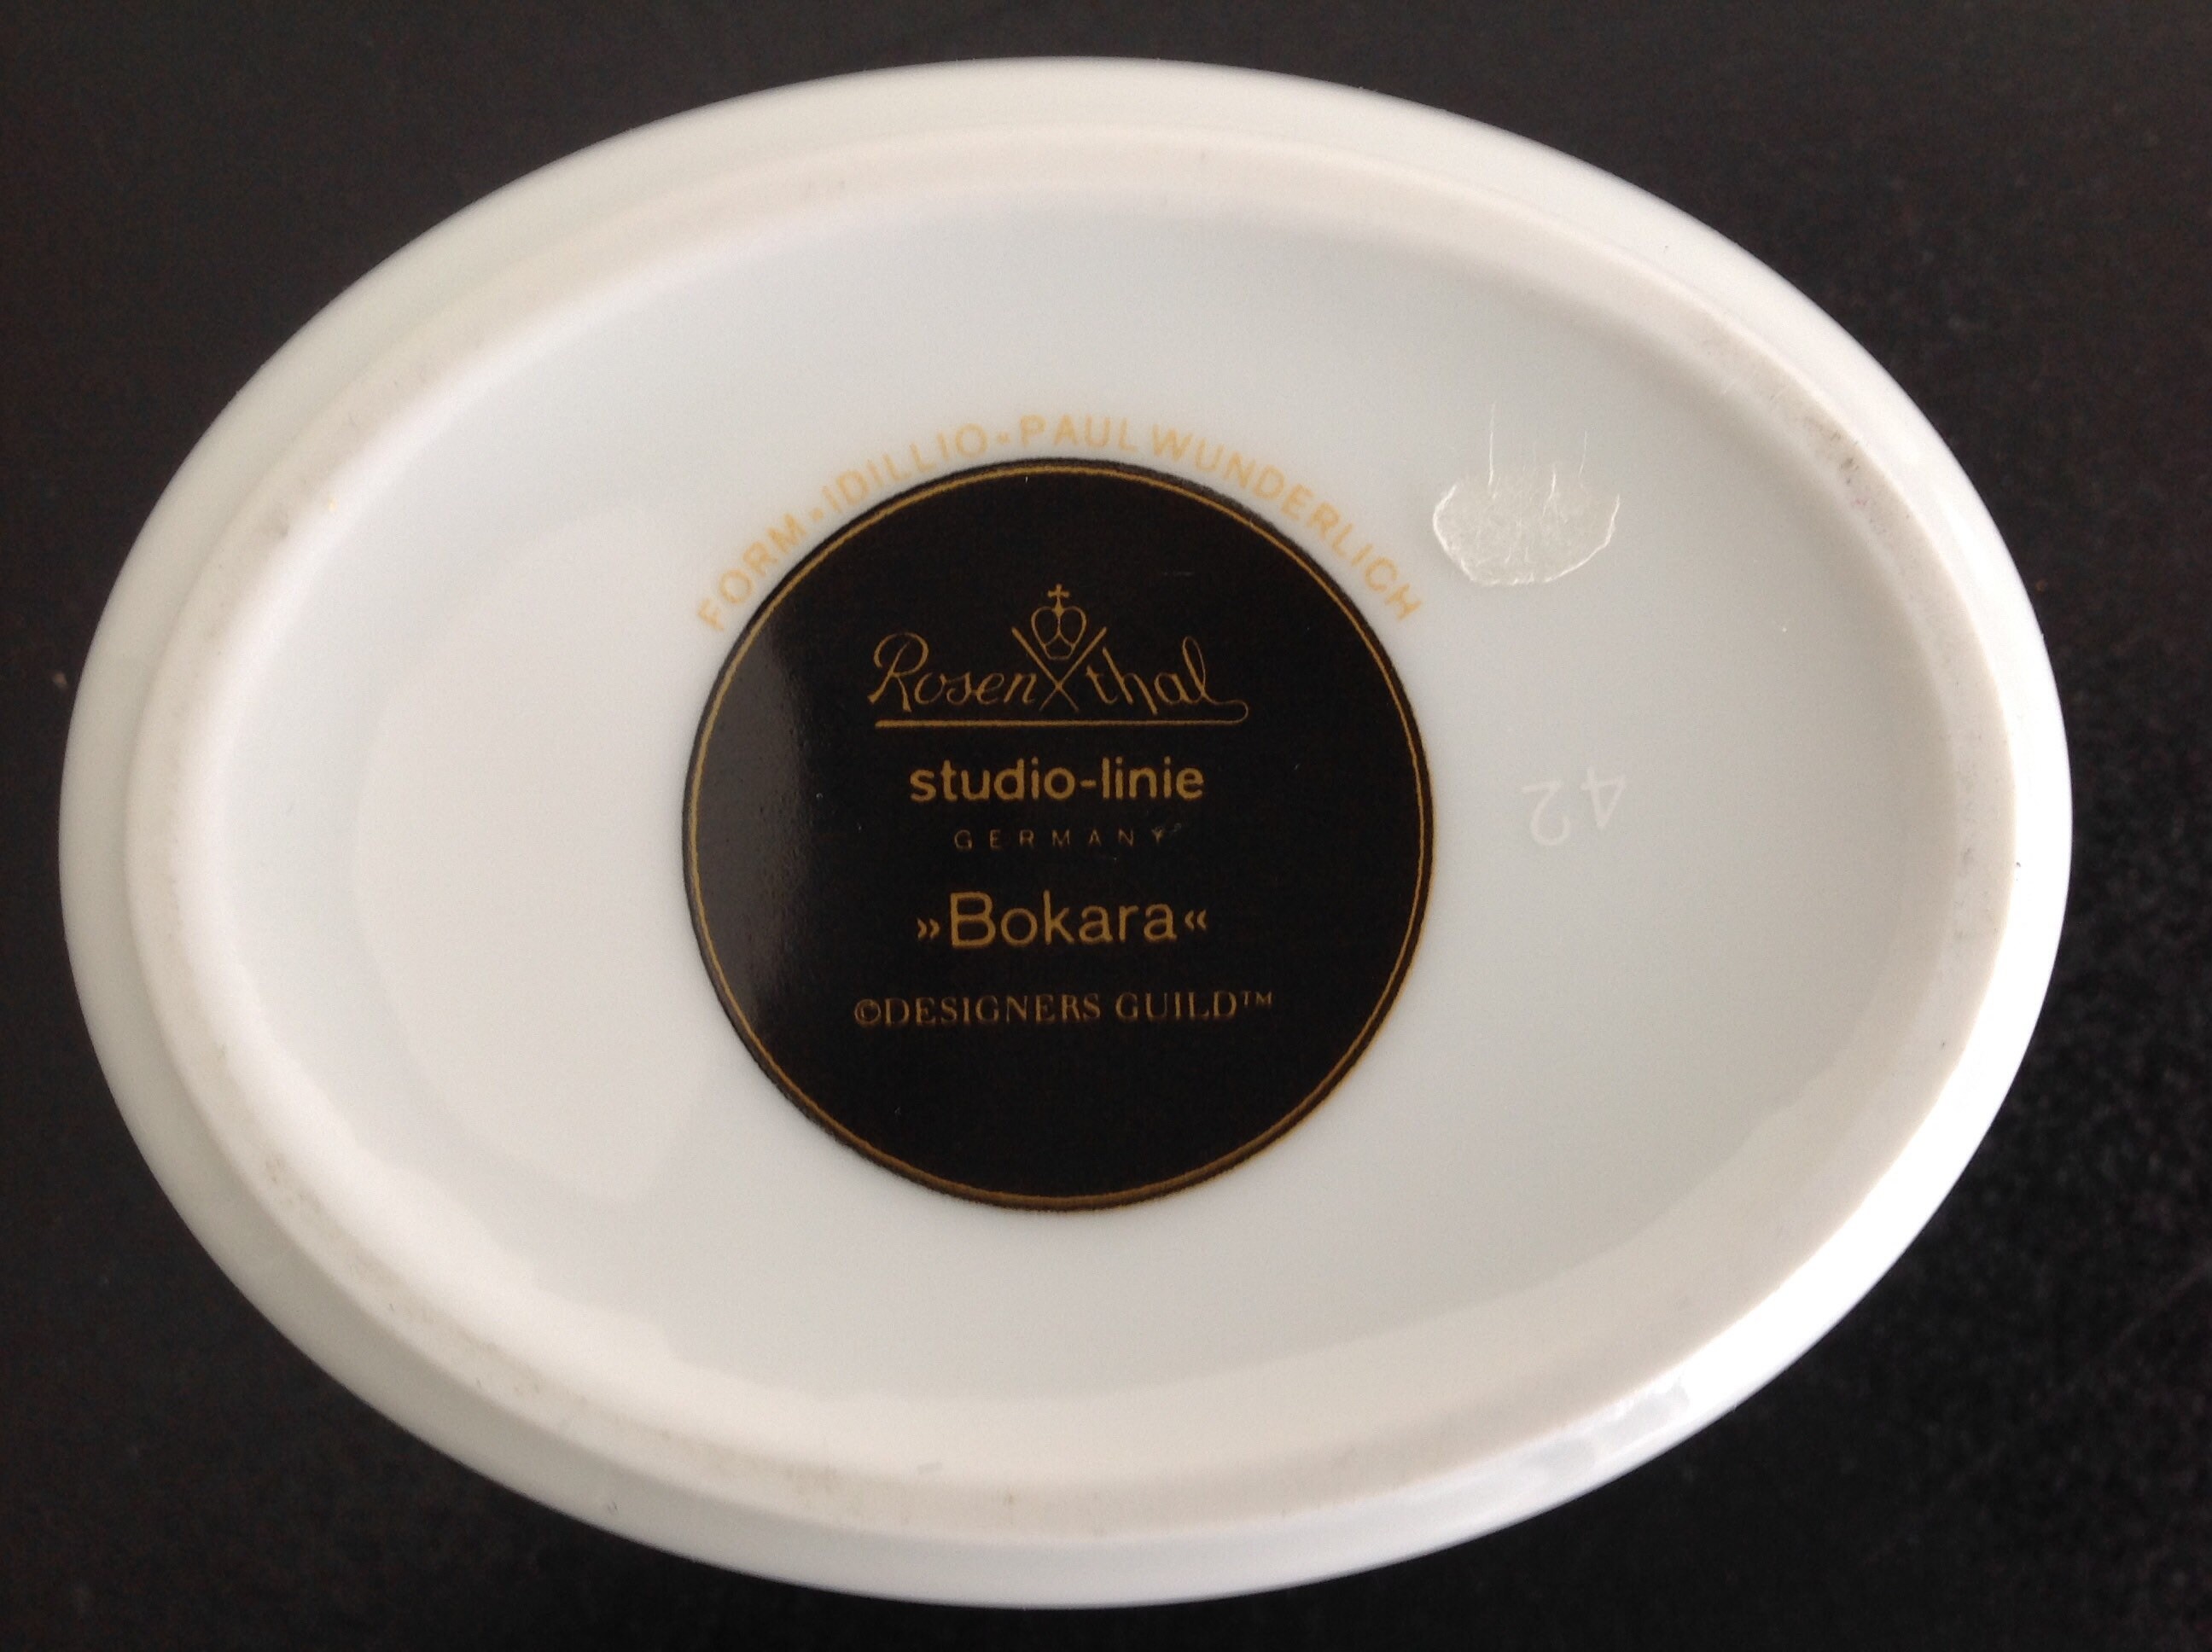 FORM-IDILLIO-PAUL WUNDERLICH
Rosenthal
studio-linie
GERMANY
»Bokara«
©DESIGNERS GUILD™
42